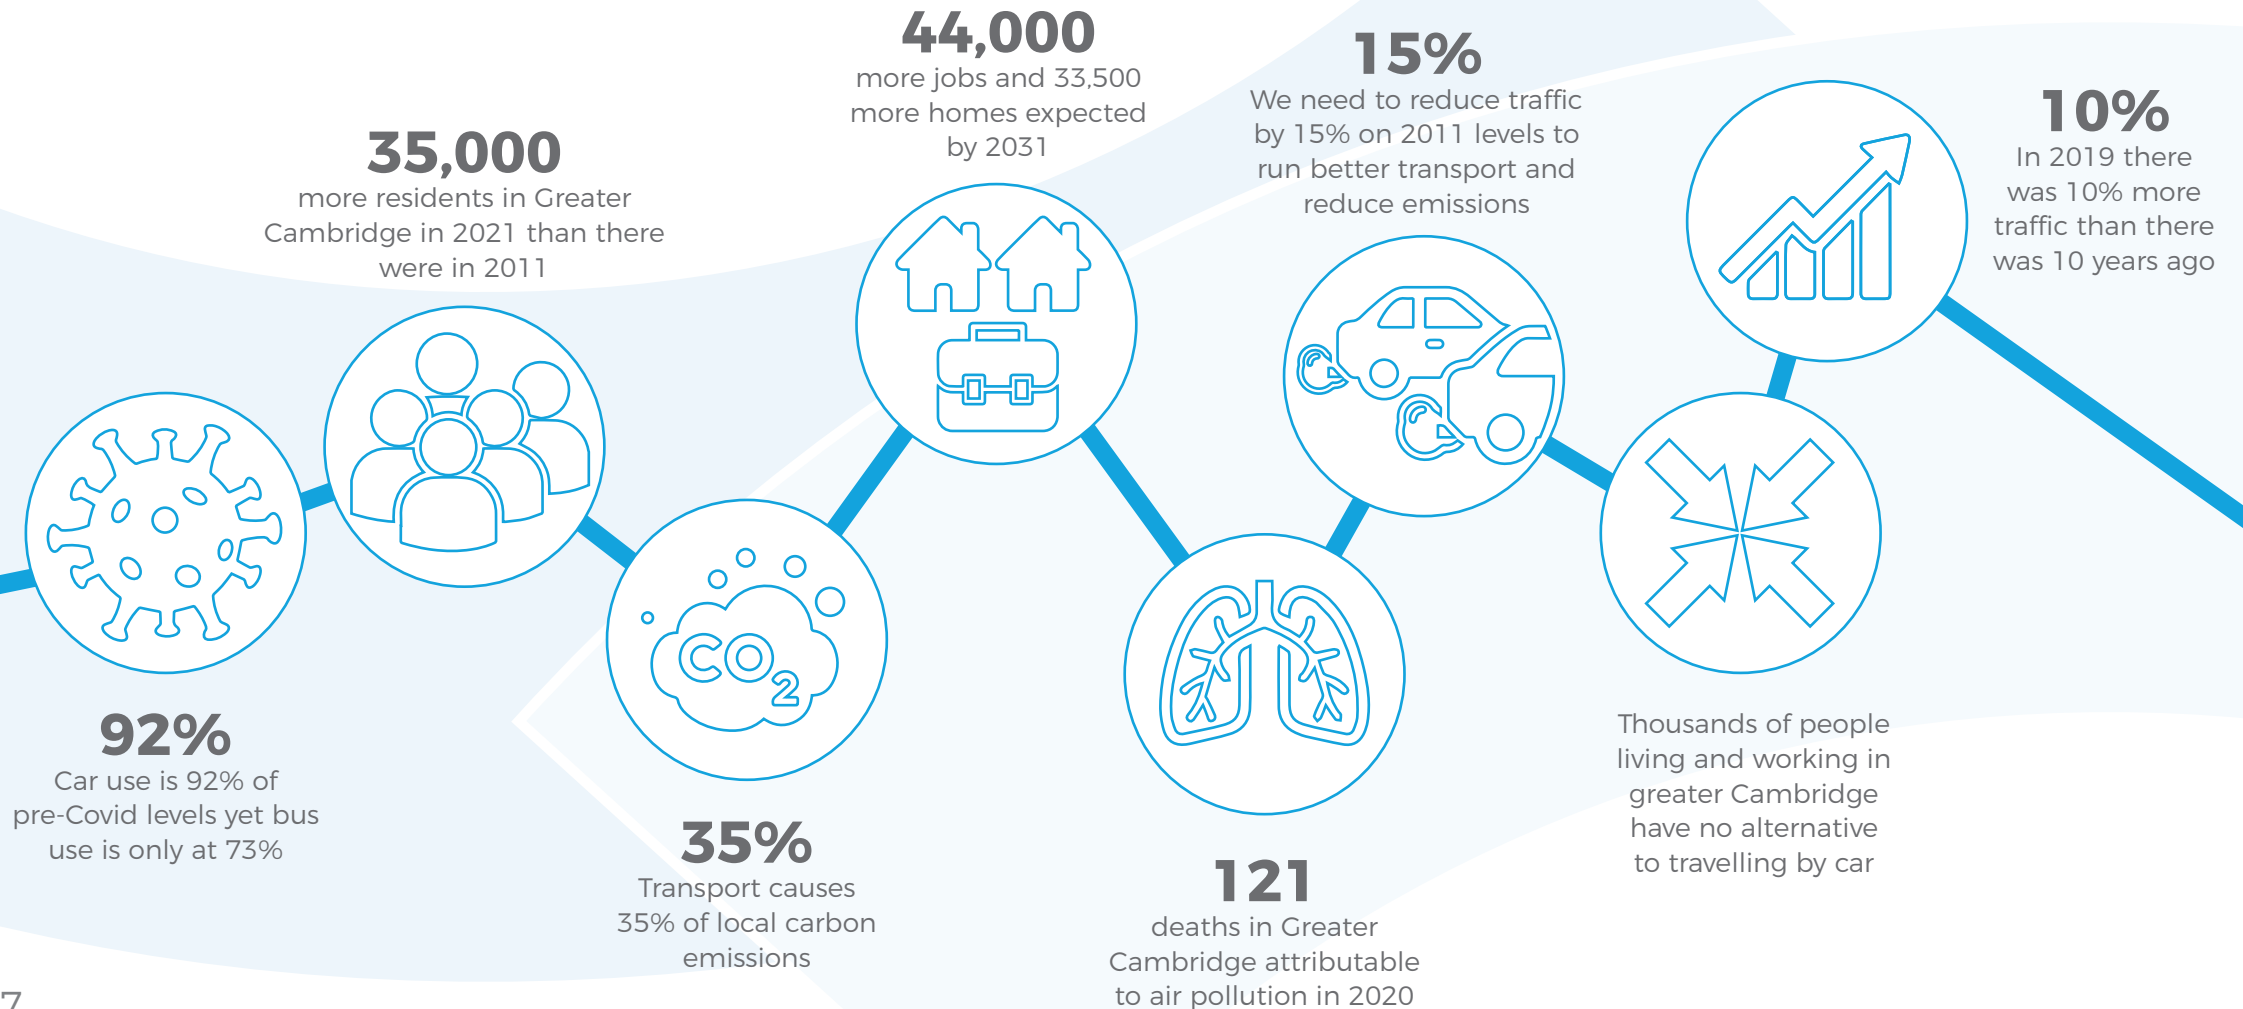 92%
Car use is 92% of
pre-Covid levels yet bus
use is only at 73%
35,000
more residents in Greater
Cambridge in 2021 than there
were in 2011
CO2
35%
Transport causes
35% of local carbon
emissions
44,000
more jobs and 33,500
more homes expected
by 2031
121
deaths in Greater
Cambridge attributable
to air pollution in 2020
15%
We need to reduce traffic
by 15% on 2011 levels to
run better transport and
reduce emissions
Thousands of people
living and working in
greater Cambridge
have no alternative
to travelling by car
10%
In 2019 there
was 10% more
traffic than there
was 10 years ago
7